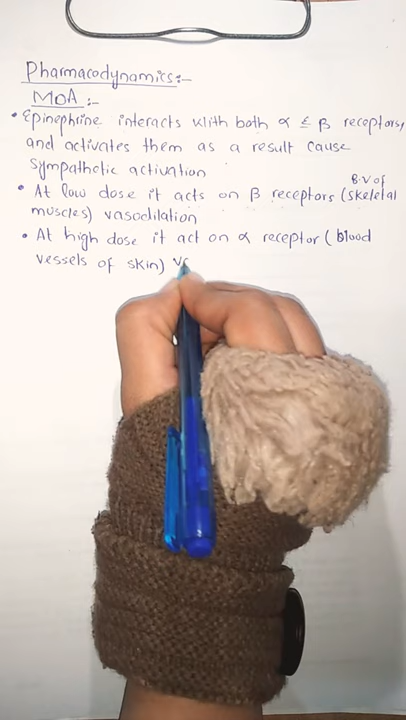 Pharmacodynamics:-
MOA :-
• Epinephrine interacts with both α & β receptors,
and activates them as a result cause
sympathetic activation
B.V of
• At low dose it acts on β receptors (skeletal
muscles) vasodilation
• At high dose it act on α receptor (blood
vessels of skin)